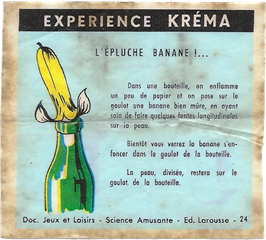 EXPERIENCE KRÉMA
L'ÉPLUCHE BANANE !...
Dans une bouteille, on enflamme
un peu de papier et on pose sur le
goulot une banane bien mûre, en ayant
soin de faire quelques fentes longitudinales
sur la peau.
Bientôt vous verrez la banane s'en-
foncer dans le goulot de la bouteille.
La peau, divisée, restera sur le
goulot de la bouteille.
Doc. Jeux et Loisirs - Science Amusante - Ed. Larousse - 24